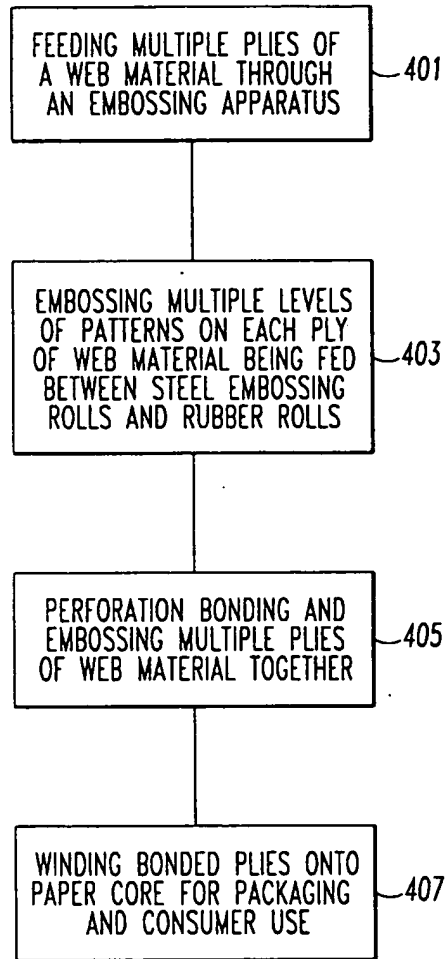 FEEDING MULTIPLE PLIES OF
A WEB MATERIAL THROUGH
AN EMBOSSING APPARATUS
401
EMBOSSING MULTIPLE LEVELS
OF PATTERNS ON EACH PLY
OF WEB MATERIAL BEING FED
BETWEEN STEEL EMBOSSING
ROLLS AND RUBBER ROLLS
403
PERFORATION BONDING AND
EMBOSSING MULTIPLE PLIES
OF WEB MATERIAL TOGETHER
405
WINDING BONDED PLIES ONTO
PAPER CORE FOR PACKAGING
AND CONSUMER USE
407